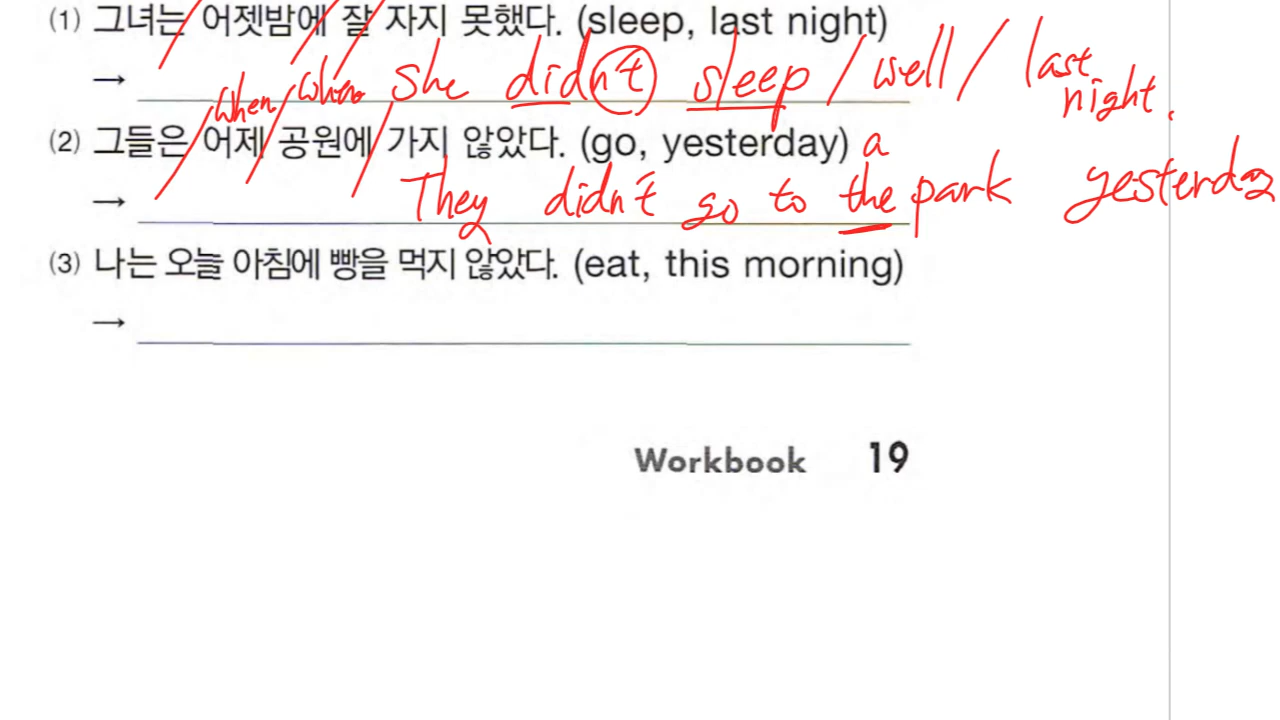 (1) 그녀는 어젯밤에 잘 자지 못했다. (sleep, last night)
→ She didn't sleep / well / last night.
when where
(2) 그들은 어제 공원에 가지 않았다. (go, yesterday) a
→ They didn't go to the park yesterday
(3) 나는 오늘 아침에 빵을 먹지 않았다. (eat, this morning)
→
Workbook 19